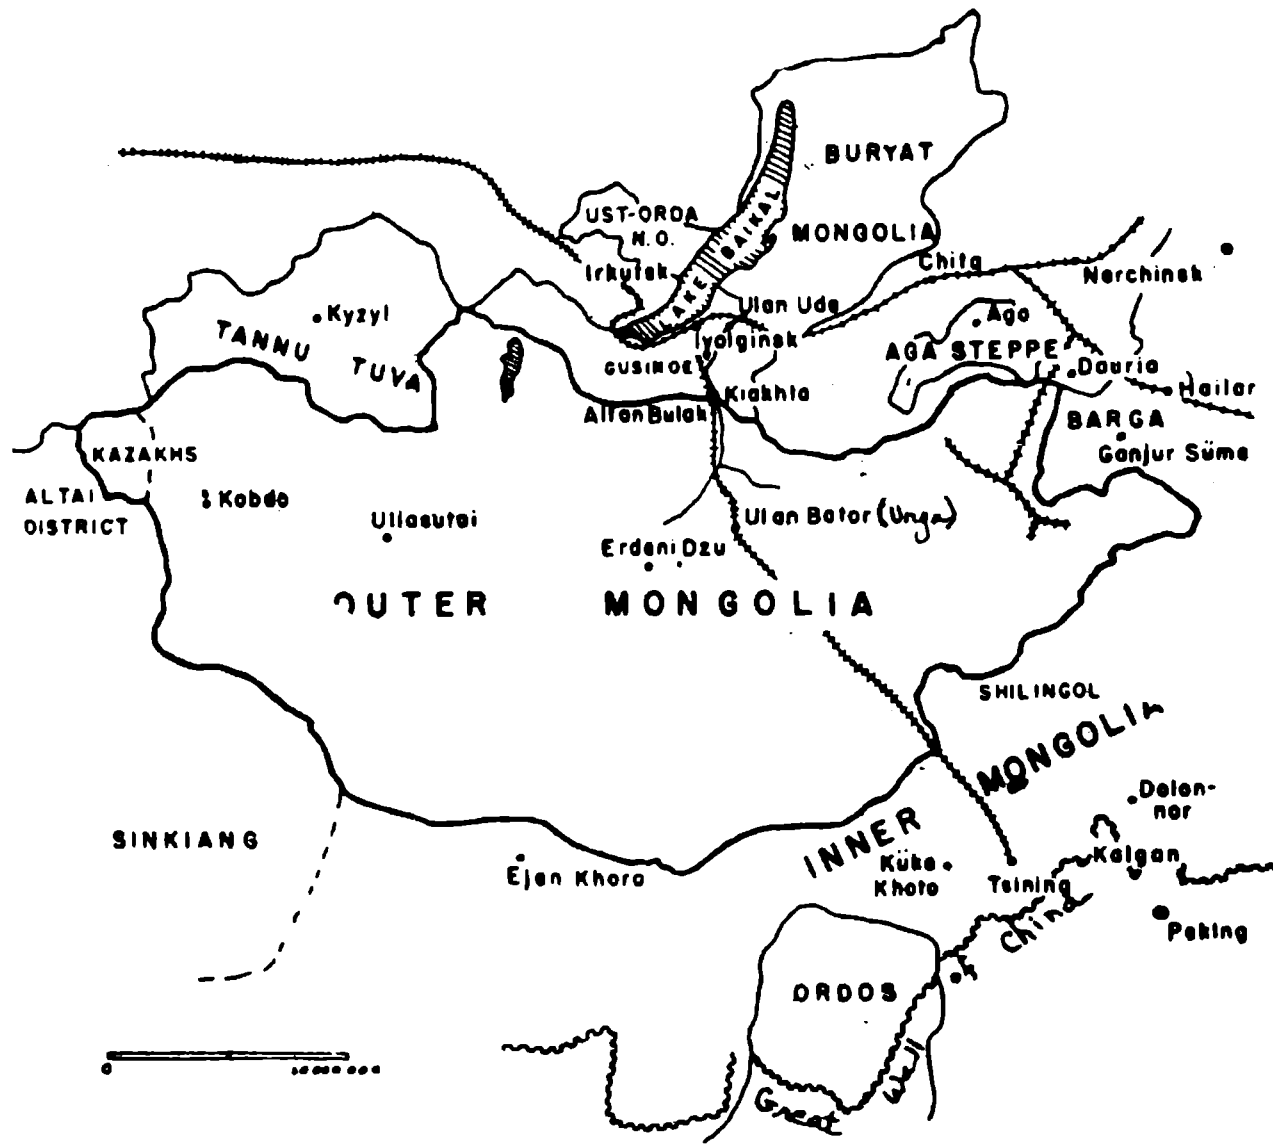 BURYAT
MONGOLIA
UST-ORDA
N.O.
LAKE BAIKAL
Irkutsk
Chita
Nerchinsk
Ulan Ude
Iyolginsk
Kyzyl
TANNU TUVA
Aga
AGA STEPPE
GUSINOE
Dauria
Kiakhta
Hailar
Altan Bulak
BARGA
Ganjur Süme
KAZAKHS
ALTAI
DISTRICT
Kobdo
Uliasutai
Ulan Bator (Urga)
Erdeni Dzu
OUTER MONGOLIA
SHILINGOL
INNER MONGOLIA
Dolon-
nor
SINKIANG
Ejen Khoro
Küke
Khoto
Tsining
Kalgan
Peking
ORDOS
Great Wall of China
0